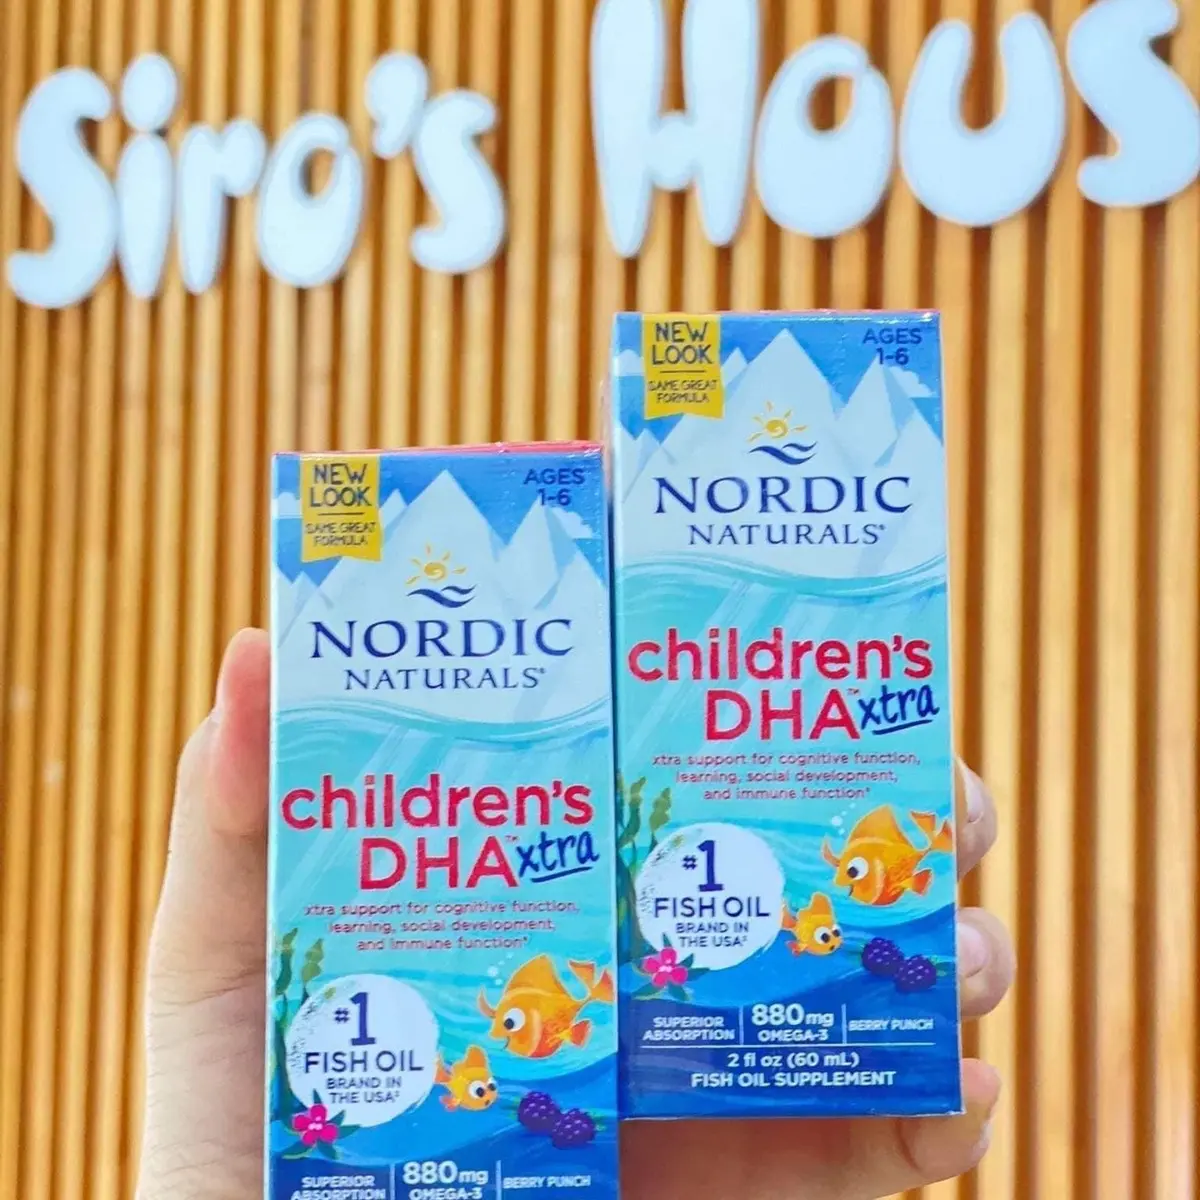 Siro's Hous
NEW
LOOK
SAME GREAT
FORMULA
AGES
1-6
NORDIC
NATURALS®
children's
DHA™xtra
xtra support for cognitive function,
learning, social development,
and immune function*
#1
FISH OIL
BRAND IN
THE USA‡
SUPERIOR
ABSORPTION
880mg
OMEGA-3
BERRY PUNCH
NEW
LOOK
SAME GREAT
FORMULA
AGES
1-6
NORDIC
NATURALS®
children's
DHA™xtra
xtra support for cognitive function,
learning, social development,
and immune function*
#1
FISH OIL
BRAND IN
THE USA‡
SUPERIOR
ABSORPTION
880mg
OMEGA-3
BERRY PUNCH
2 fl oz (60 mL)
FISH OIL SUPPLEMENT